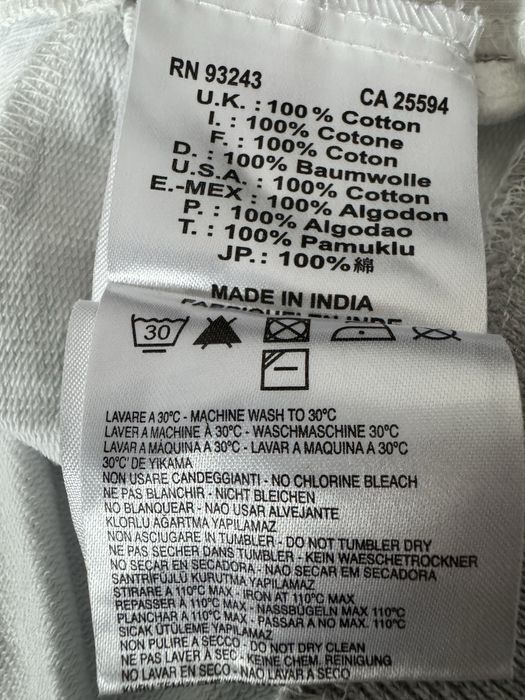 RN 93243 CA 25594
U.K. : 100 % Cotton
I. : 100% Cotone
F. : 100% Coton
D. : 100% Baumwolle
U.S.A. : 100% Cotton
E.-MEX : 100% Algodon
P. : 100% Algodao
T. : 100% Pamuklu
JP. : 100%綿
MADE IN INDIA
FABRIQUE EN INDE
30
LAVARE A 30°C - MACHINE WASH TO 30°C
LAVER A MACHINE À 30°C - WASCHMASCHINE 30°C
LAVAR A MÁQUINA A 30°C - LAVAR A MAQUINA A 30°C
30°C' DE YIKAMA
NON USARE CANDEGGIANTI - NO CHLORINE BLEACH
NE PAS BLANCHIR - NICHT BLEICHEN
NO BLANQUEAR - NAO USAR ALVEJANTE
KLORLU AĞARTMA YAPILAMAZ
NON ASCIUGARE IN TUMBLER - DO NOT TUMBLER DRY
NE PAS SECHER DANS TUMBLER - KEIN WAESCHETROCKNER
NO SECAR EN SECADORA - NAO SECAR EM SECADORA
SANTRİFÜJLÜ KURUTMA YAPILAMAZ
STIRARE A 110°C MAX - IRON AT 110°C MAX
REPASSER À 110°C MAX - NASSBÜGELN MAX. 110°C
PLANCHAR A 110°C MAX - PASSAR A NO MAX. 110°C
SICAK ÜTÜLEME YAPILAMAZ
NON PULIRE A SECCO - DO NOT DRY CLEAN
NE PAS LAVER À SEC - KEINE CHEM. REINIGUNG
NO LAVAR EN SECO - NAO LAVAR A SECO